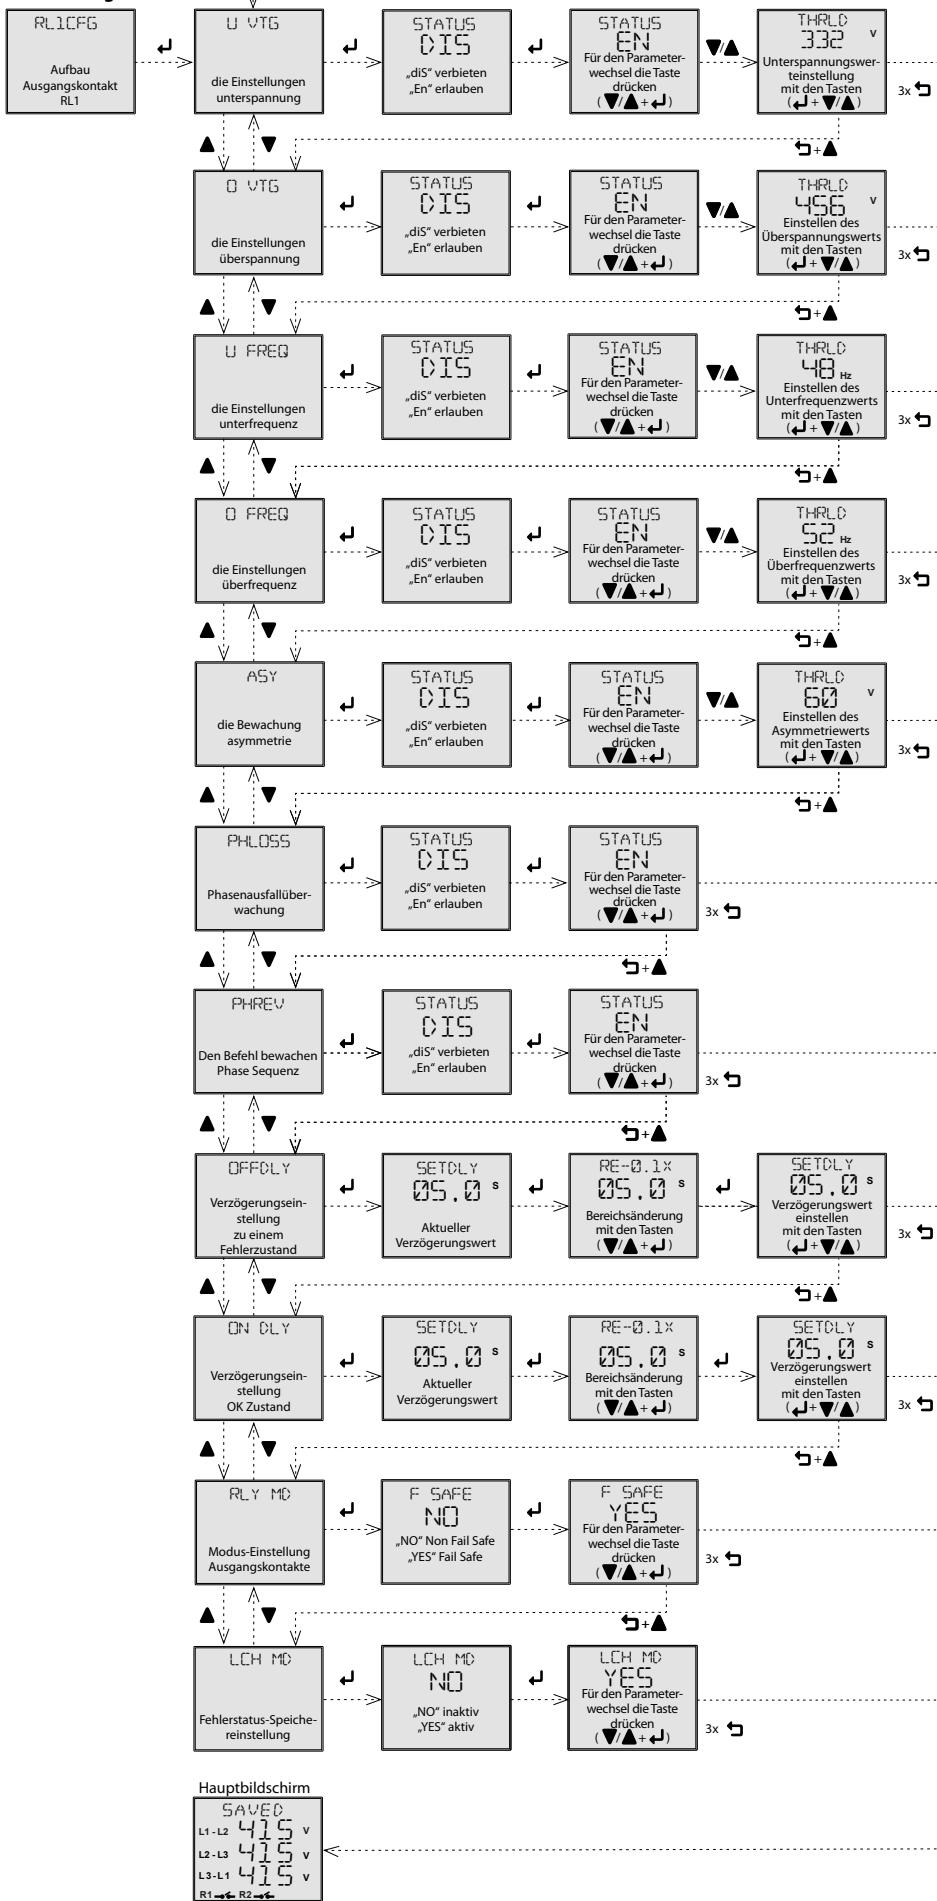 RL1CFG
Aufbau
Ausgangskontakt
RL1
U VTG
die Einstellungen
unterspannung
STATUS
DIS
„diS“ verbieten
„En“ erlauben
STATUS
EN
Für den Parameter-
wechsel die Taste
drücken
(▼/▲ + ↵)
▼/▲
THRLD
332 V
Unterspannungswer-
teinstellung
mit den Tasten
(↵ + ▼/▲)
3x
+▲
O VTG
die Einstellungen
überspannung
STATUS
DIS
„diS“ verbieten
„En“ erlauben
STATUS
EN
Für den Parameter-
wechsel die Taste
drücken
(▼/▲ + ↵)
▼/▲
THRLD
456 V
Einstellen des
Überspannungswerts
mit den Tasten
(↵ + ▼/▲)
3x
+▲
U FREQ
die Einstellungen
unterfrequenz
STATUS
DIS
„diS“ verbieten
„En“ erlauben
STATUS
EN
Für den Parameter-
wechsel die Taste
drücken
(▼/▲ + ↵)
▼/▲
THRLD
48 Hz
Einstellen des
Unterfrequenzwerts
mit den Tasten
(↵ + ▼/▲)
3x
+▲
O FREQ
die Einstellungen
überfrequenz
STATUS
DIS
„diS“ verbieten
„En“ erlauben
STATUS
EN
Für den Parameter-
wechsel die Taste
drücken
(▼/▲ + ↵)
▼/▲
THRLD
52 Hz
Einstellen des
Überfrequenzwerts
mit den Tasten
(↵ + ▼/▲)
3x
+▲
ASY
die Bewachung
asymmetrie
STATUS
DIS
„diS“ verbieten
„En“ erlauben
STATUS
EN
Für den Parameter-
wechsel die Taste
drücken
(▼/▲ + ↵)
▼/▲
THRLD
60 V
Einstellen des
Asymmetriewerts
mit den Tasten
(↵ + ▼/▲)
3x
+▲
PHLOSS
Phasenausfallüber-
wachung
STATUS
DIS
„diS“ verbieten
„En“ erlauben
STATUS
EN
Für den Parameter-
wechsel die Taste
drücken
(▼/▲ + ↵)
3x
+▲
PHREV
Den Befehl bewachen
Phase Sequenz
STATUS
DIS
„diS“ verbieten
„En“ erlauben
STATUS
EN
Für den Parameter-
wechsel die Taste
drücken
(▼/▲ + ↵)
3x
+▲
OFFDLY
Verzögerungsein-
stellung
zu einem
Fehlerzustand
SETDLY
05.0 s
Aktueller
Verzögerungswert
RE-0.1X
05.0 s
Bereichsänderung
mit den Tasten
(▼/▲ + ↵)
SETDLY
05.0 s
Verzögerungswert
einstellen
mit den Tasten
(↵ + ▼/▲)
3x
+▲
ON DLY
Verzögerungsein-
stellung
OK Zustand
SETDLY
05.0 s
Aktueller
Verzögerungswert
RE-0.1X
05.0 s
Bereichsänderung
mit den Tasten
(▼/▲ + ↵)
SETDLY
05.0 s
Verzögerungswert
einstellen
mit den Tasten
(↵ + ▼/▲)
3x
+▲
RLY MD
Modus-Einstellung
Ausgangskontakte
F SAFE
NO
„NO“ Non Fail Safe
„YES“ Fail Safe
F SAFE
YES
Für den Parameter-
wechsel die Taste
drücken
(▼/▲ + ↵)
3x
+▲
LCH MD
Fehlerstatus-Speiche-
reinstellung
LCH MD
NO
„NO“ inaktiv
„YES“ aktiv
LCH MD
YES
Für den Parameter-
wechsel die Taste
drücken
(▼/▲ + ↵)
3x
Hauptbildschirm
SAVED
L1-L2 415 V
L2-L3 415 V
L3-L1 415 V
R1 R2